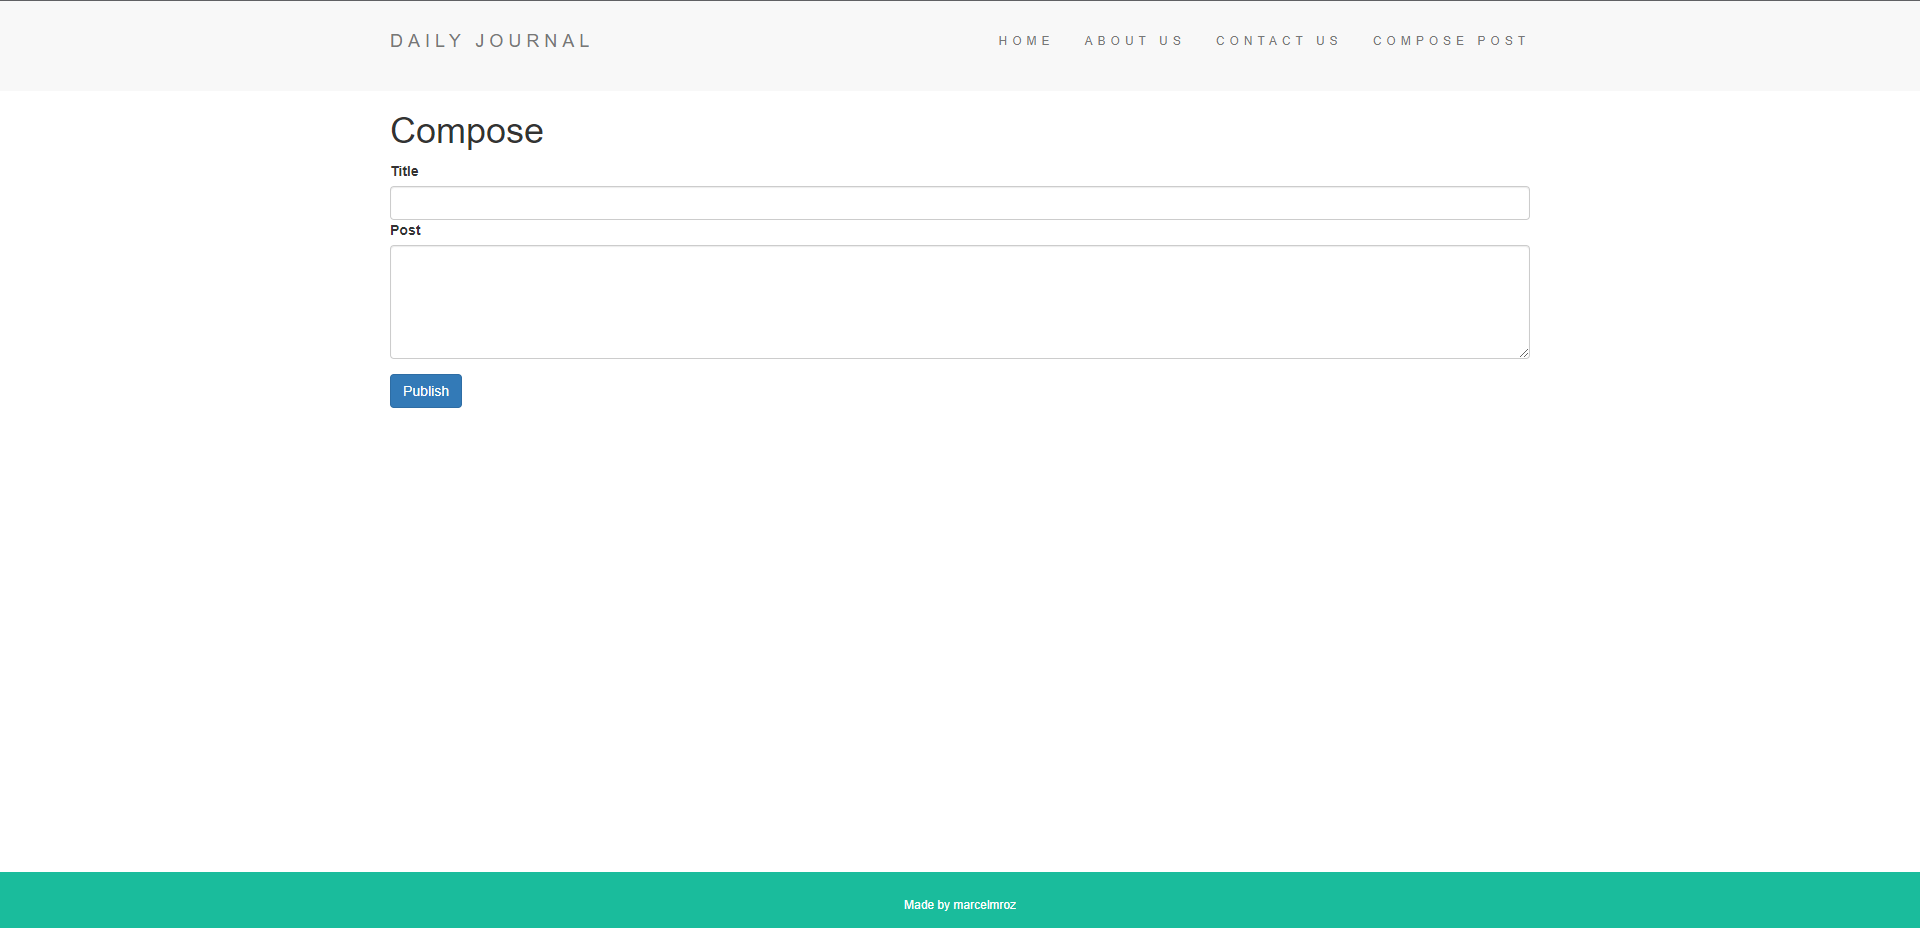 DAILY JOURNAL
HOME ABOUT US CONTACT US COMPOSE POST
Compose
Title
Post
Publish
Made by marcelmroz